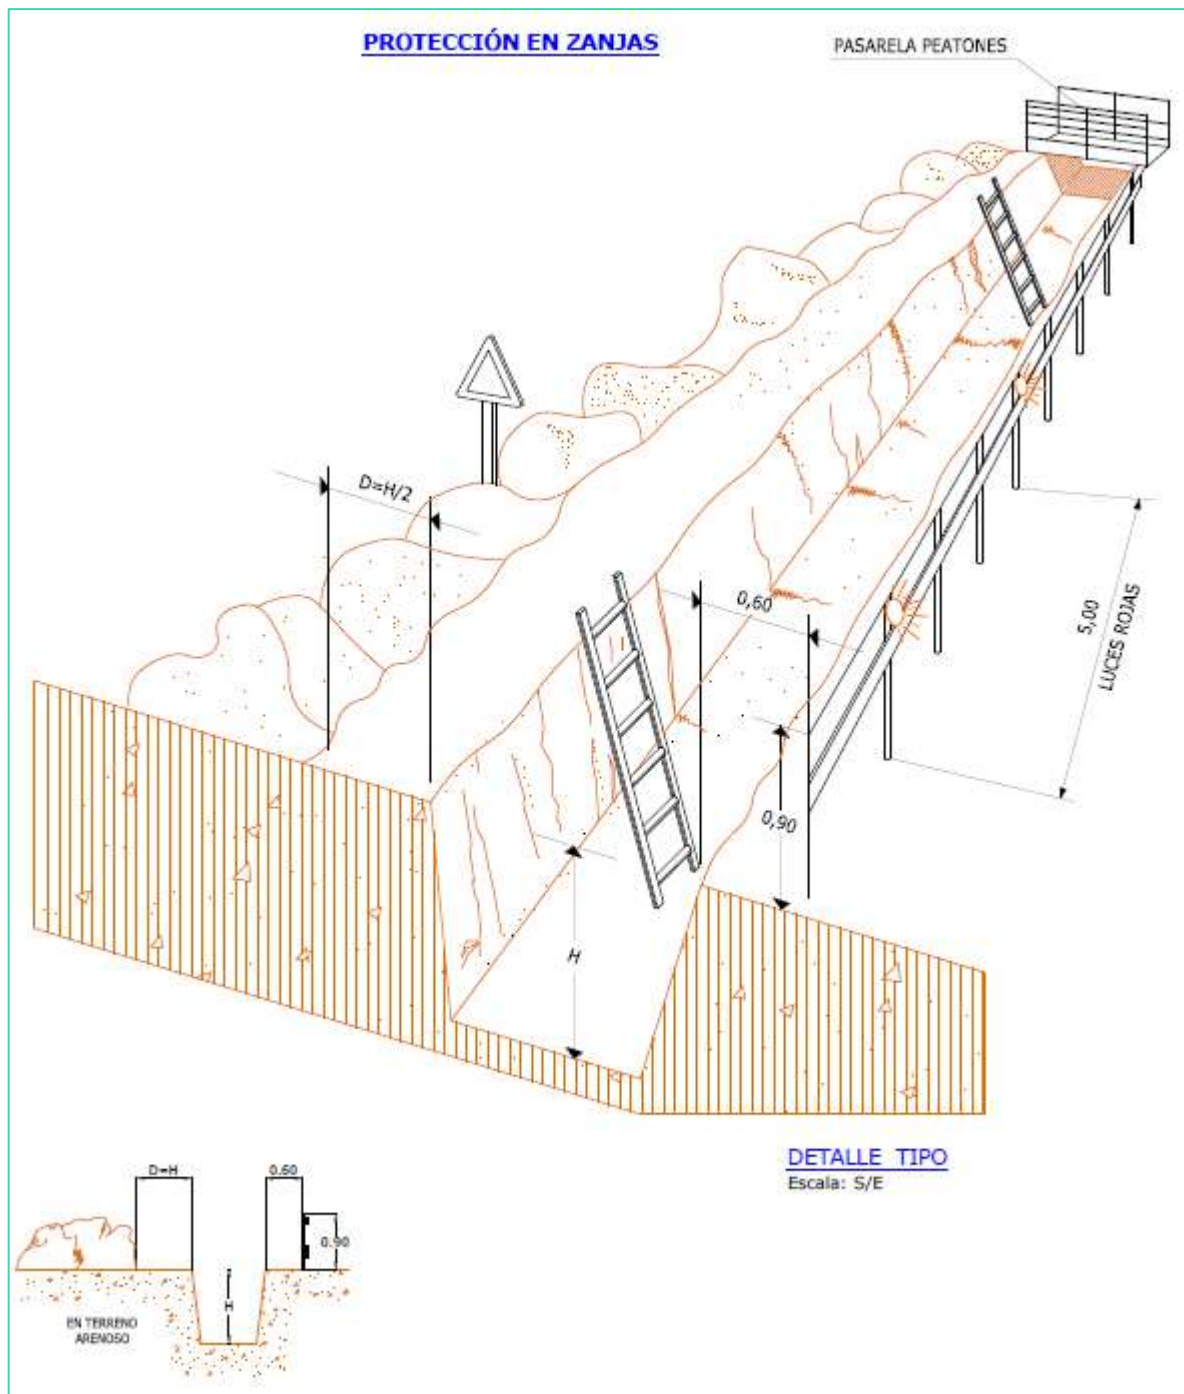 PROTECCIÓN EN ZANJAS
PASARELA PEATONES
D=H/2
0,60
5,00
LUCES ROJAS
0,90
H
DETALLE TIPO
Escala: S/E
D=H
0.60
0.90
H
EN TERRENO
ARENOSO